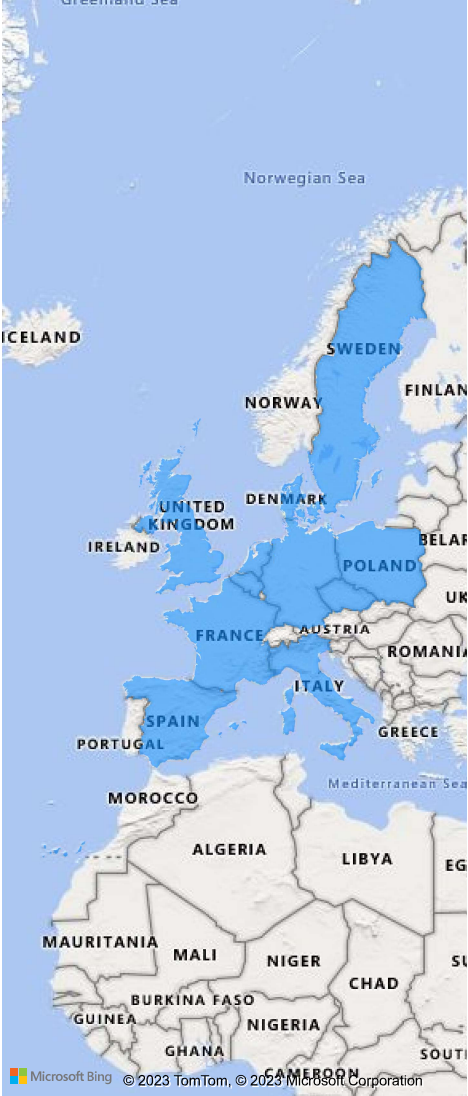 Greenland Sea
Norwegian Sea
ICELAND
SWEDEN
FINLAN
NORWAY
DENMARK
UNITED
KINGDOM
BELAR
IRELAND
POLAND
UK
AUSTRIA
FRANCE
ROMANIA
ITALY
SPAIN
GREECE
PORTUGAL
Mediterranean Sea
MOROCCO
ALGERIA
LIBYA
EG
MAURITANIA
MALI
NIGER
SU
CHAD
BURKINA FASO
GUINEA
NIGERIA
GHANA
SOUT
CAMEROON
Microsoft Bing
© 2023 TomTom, © 2023 Microsoft Corporation